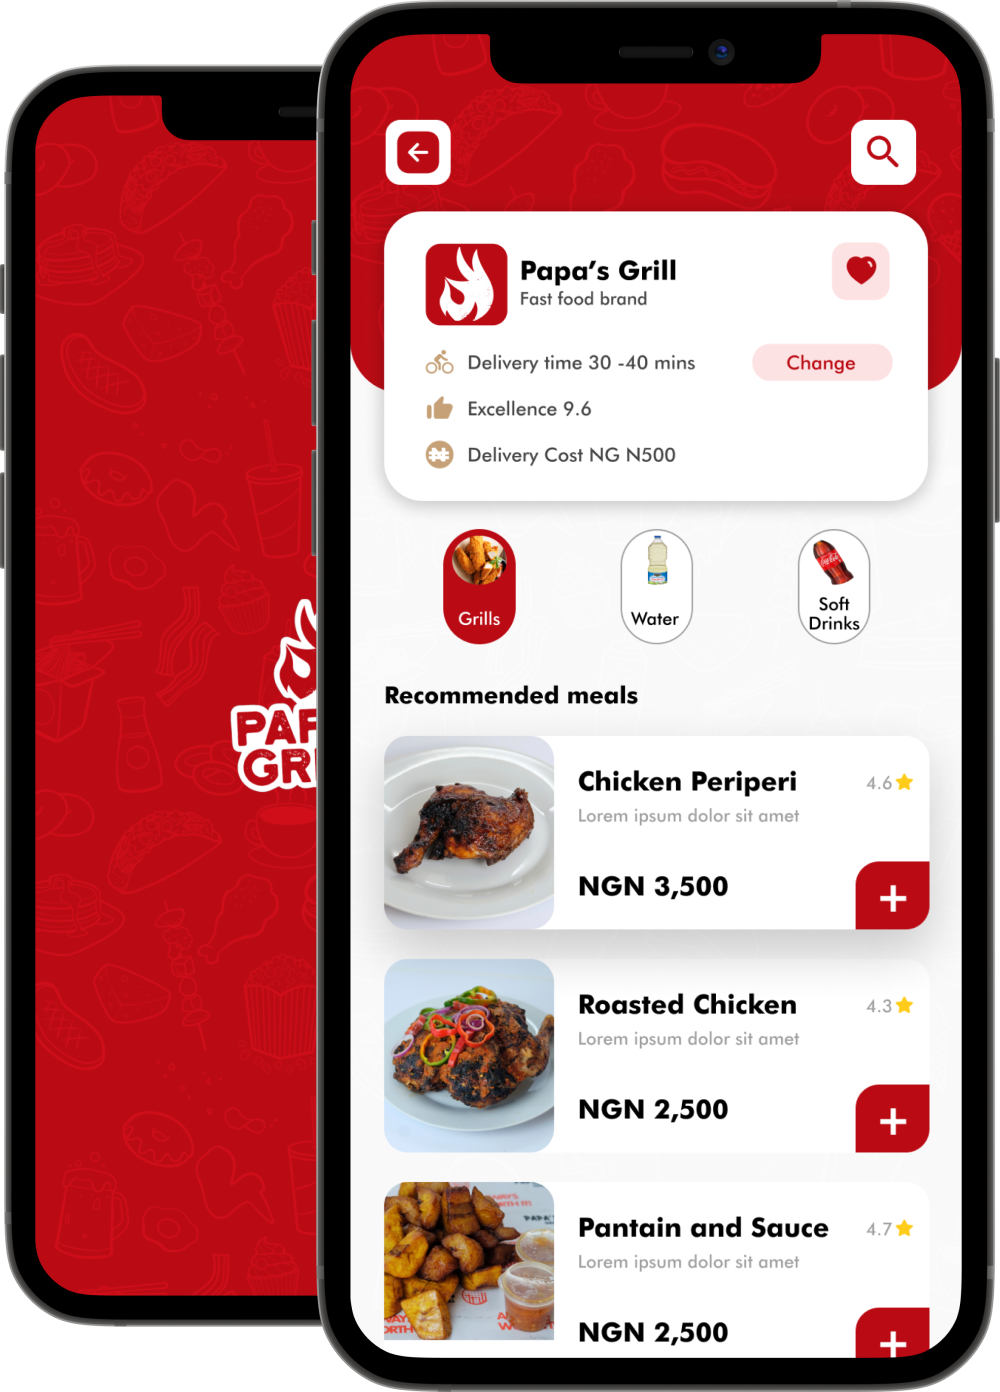 Papa's Grill
Fast food brand
Delivery time 30 -40 mins
Change
Excellence 9.6
Delivery Cost NG N500
Grills
Water
Soft
Drinks
Recommended meals
Chicken Periperi
4.6
Lorem ipsum dolor sit amet
NGN 3,500
Roasted Chicken
4.3
Lorem ipsum dolor sit amet
NGN 2,500
Pantain and Sauce
4.7
Lorem ipsum dolor sit amet
NGN 2,500